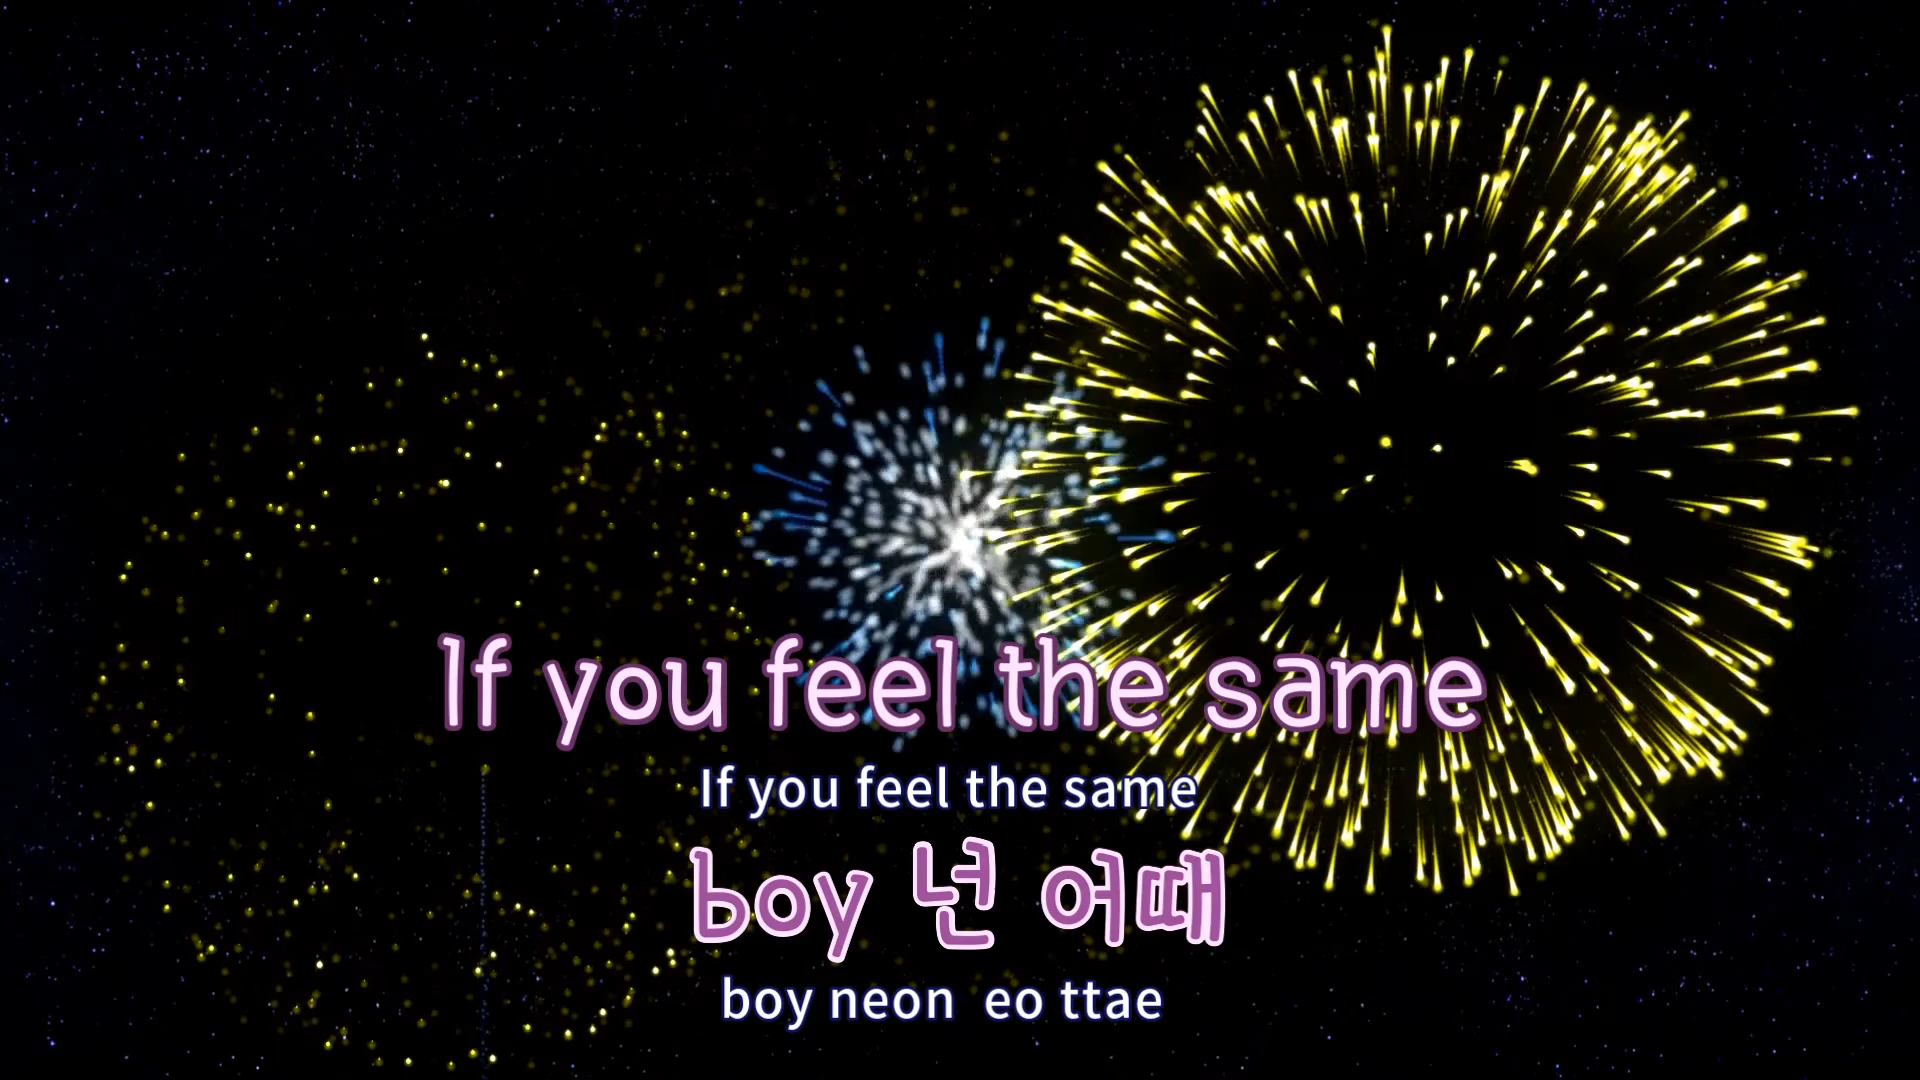 If you feel the same
If you feel the same
boy 넌 어때
boy neon eo ttae